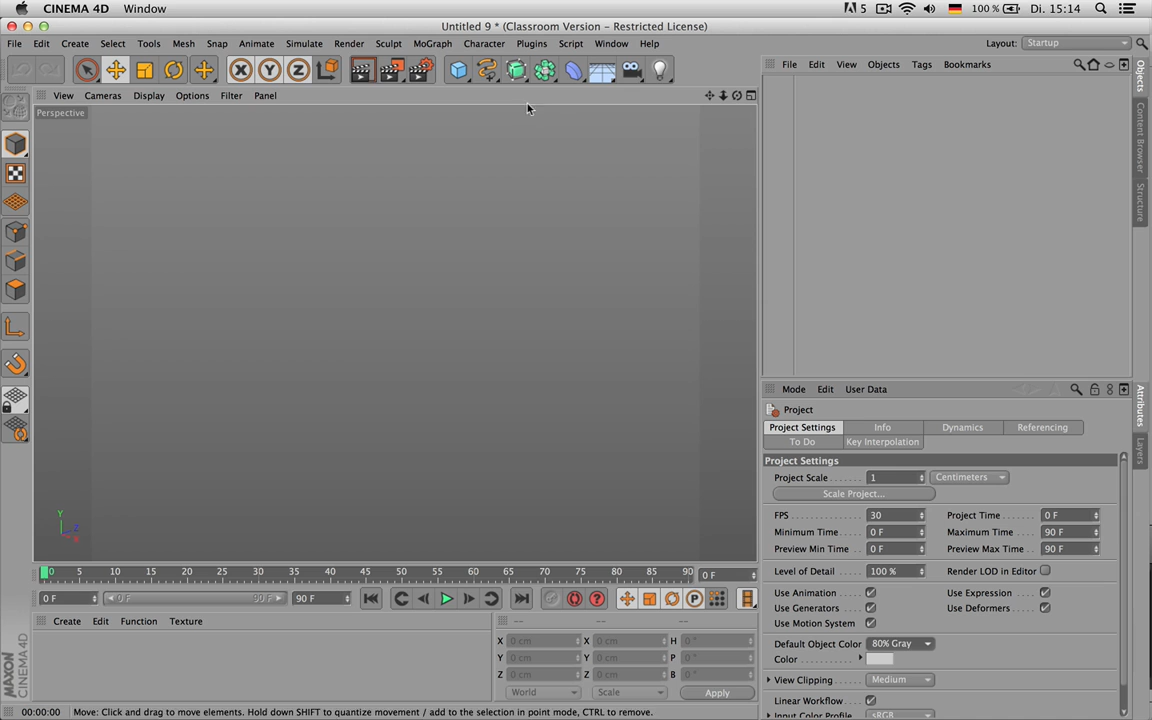 CINEMA 4D Window 5 100 % Di. 15:14
Untitled 9 * (Classroom Version – Restricted License)
File Edit Create Select Tools Mesh Snap Animate Simulate Render Sculpt MoGraph Character Plugins Script Window Help Layout: Startup
X Y Z
File Edit View Objects Tags Bookmarks
Objects
Content Browser
Structure
View Cameras Display Options Filter Panel
Perspective
Y
Z
X
Mode Edit User Data
Attributes
Layers
Project
Project Settings Info Dynamics Referencing
To Do Key Interpolation
Project Settings
Project Scale 1 Centimeters
Scale Project...
FPS 30 Project Time 0 F
Minimum Time 0 F Maximum Time 90 F
Preview Min Time 0 F Preview Max Time 90 F
Level of Detail 100 % Render LOD in Editor
Use Animation Use Expression
Use Generators Use Deformers
Use Motion System
Default Object Color 80% Gray
Color
View Clipping Medium
Linear Workflow
Input Color Profile sRGB
0 5 10 15 20 25 30 35 40 45 50 55 60 65 70 75 80 85 90 0 F
0 F 0 F 90 F 90 F P
Create Edit Function Texture
-- -- --
X 0 cm X 0 cm H 0 °
Y 0 cm Y 0 cm P 0 °
Z 0 cm Z 0 cm B 0 °
World Scale Apply
MAXON
CINEMA 4D
00:00:00 Move: Click and drag to move elements. Hold down SHIFT to quantize movement / add to the selection in point mode, CTRL to remove.